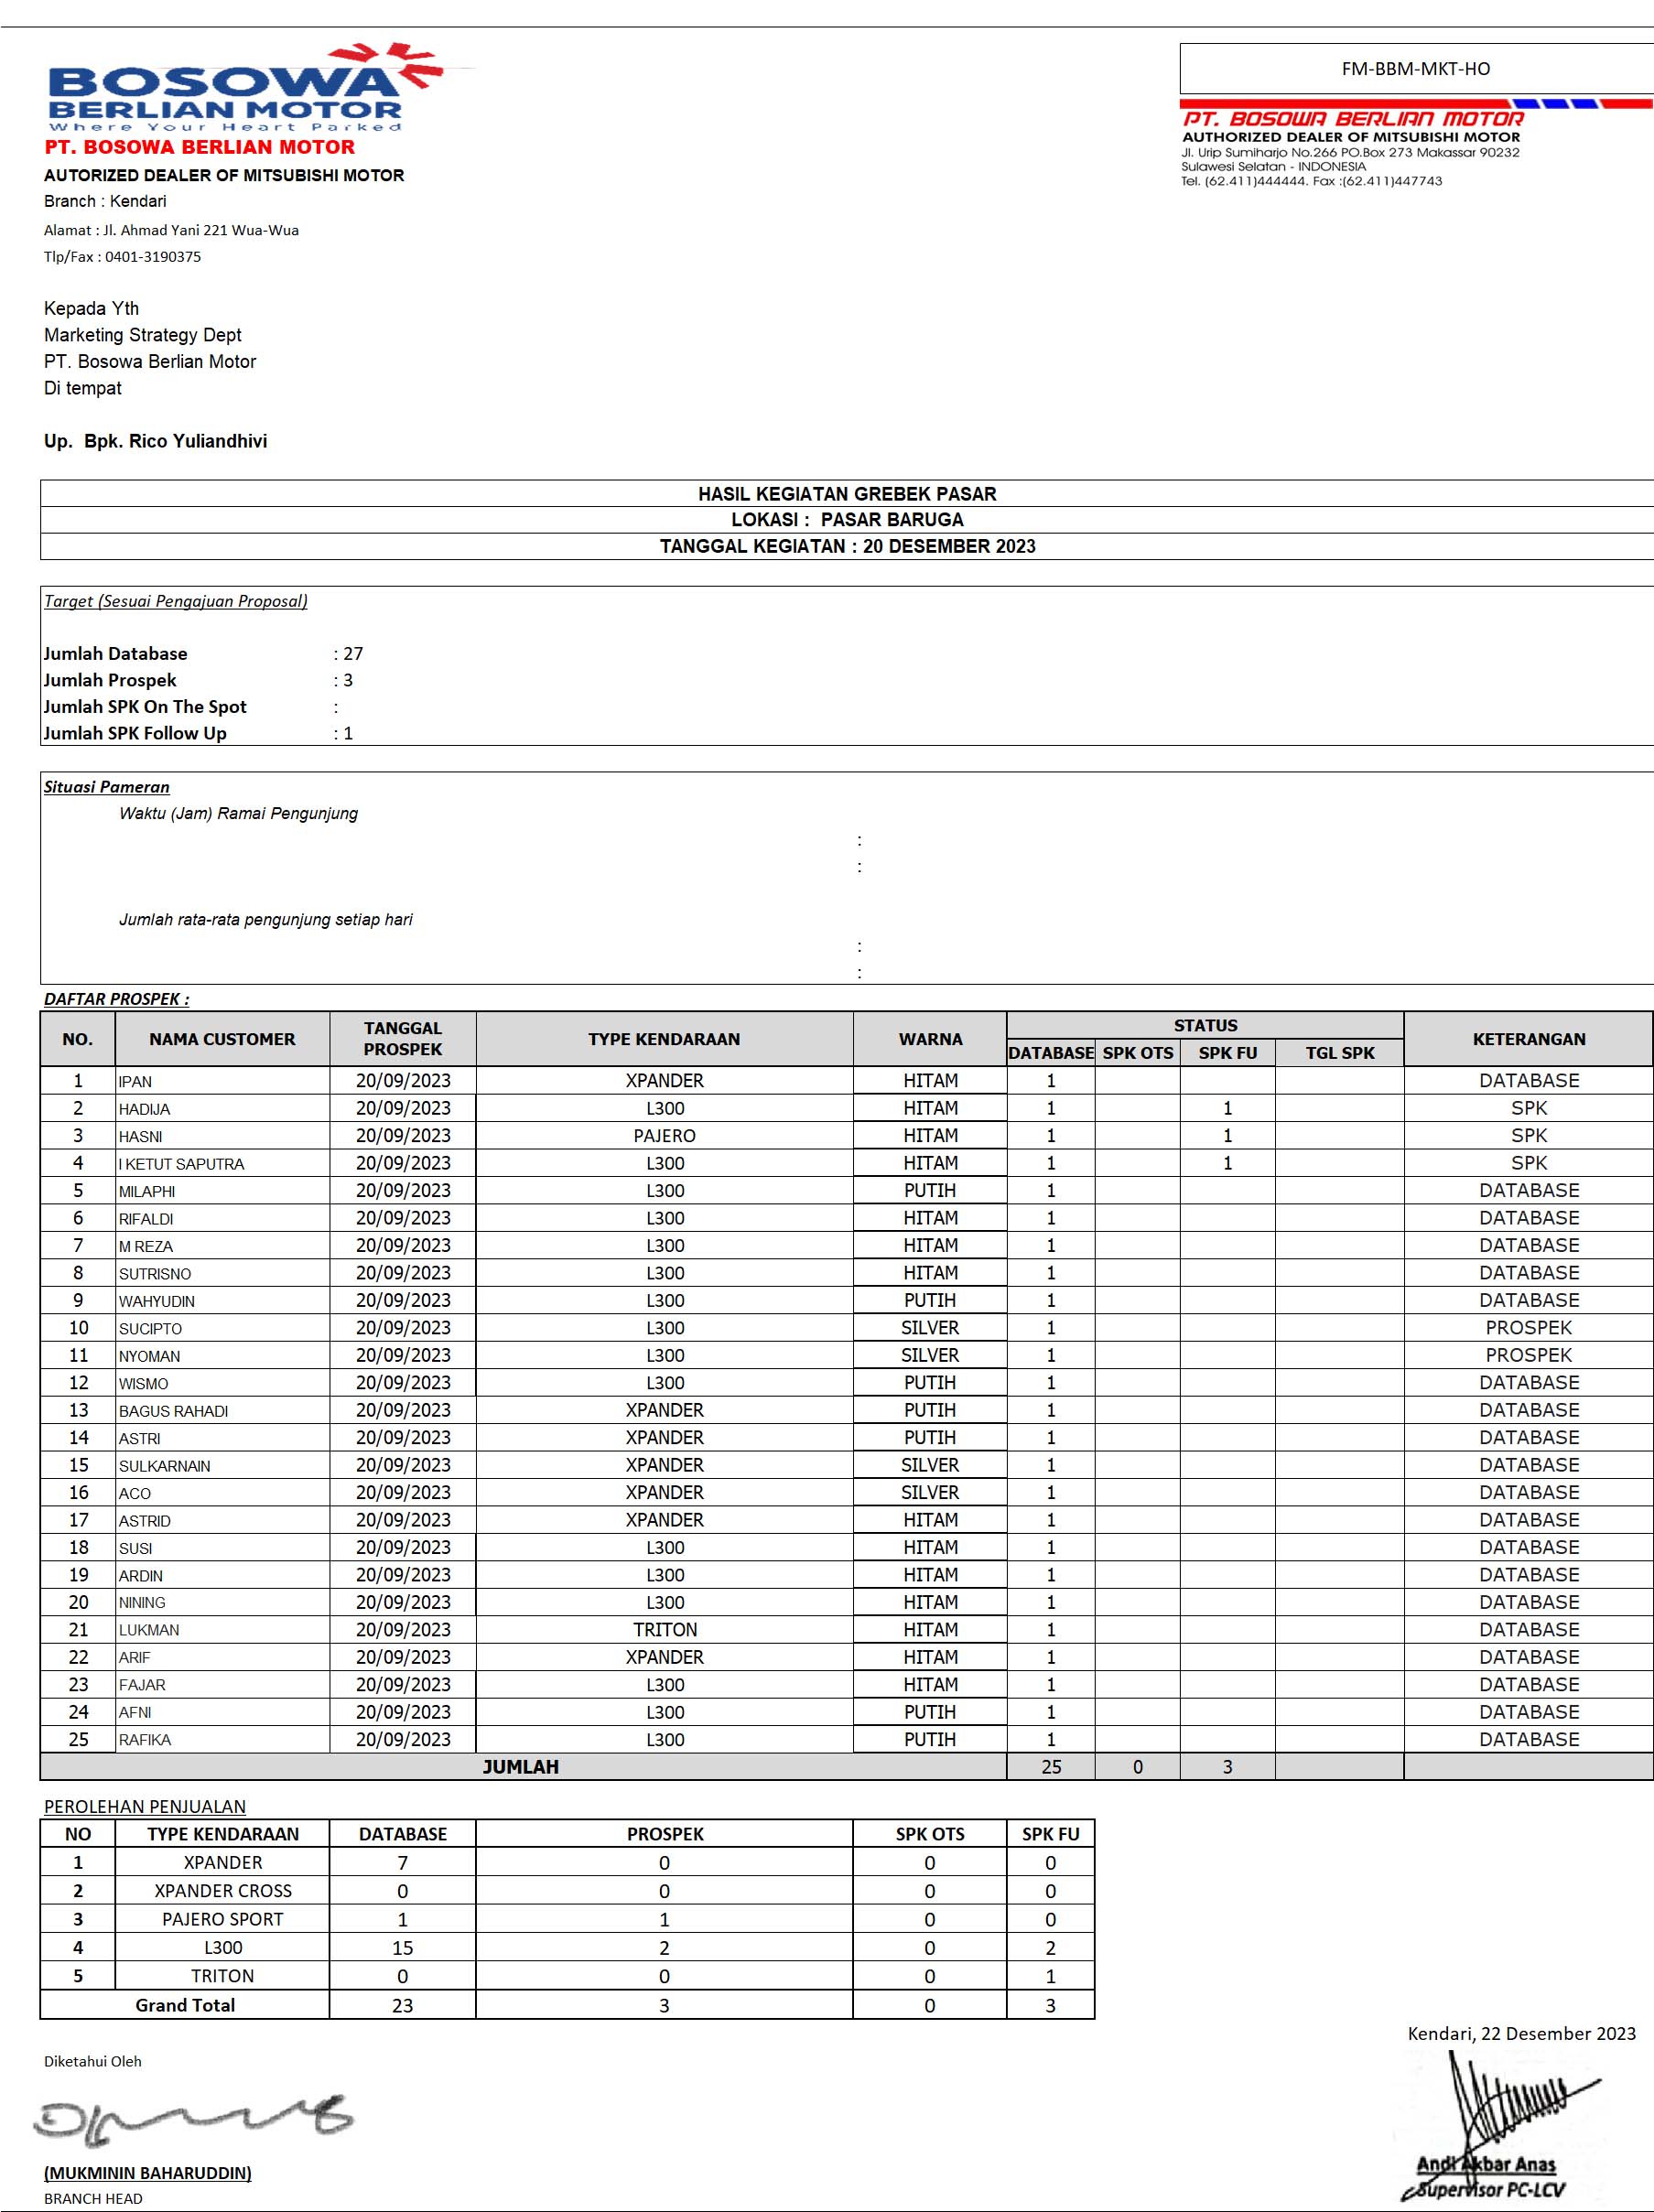 BOSOWA
BERLIAN MOTOR
Where Your Heart Parked
PT. BOSOWA BERLIAN MOTOR
AUTORIZED DEALER OF MITSUBISHI MOTOR
Branch : Kendari
Alamat : Jl. Ahmad Yani 221 Wua-Wua
Tlp/Fax : 0401-3190375
FM-BBM-MKT-HO
PT. BOSOWA BERLIAN MOTOR
AUTHORIZED DEALER OF MITSUBISHI MOTOR
Jl. Urip Sumiharjo No.266 PO.Box 273 Makassar 90232
Sulawesi Selatan - INDONESIA
Tel. (62.411)444444. Fax :(62.411)447743
Kepada Yth
Marketing Strategy Dept
PT. Bosowa Berlian Motor
Di tempat
Up. Bpk. Rico Yuliandhivi
HASIL KEGIATAN GREBEK PASAR
LOKASI : PASAR BARUGA
TANGGAL KEGIATAN : 20 DESEMBER 2023
Target (Sesuai Pengajuan Proposal)
Jumlah Database : 27
Jumlah Prospek : 3
Jumlah SPK On The Spot :
Jumlah SPK Follow Up : 1
Situasi Pameran
Waktu (Jam) Ramai Pengunjung
:
:
Jumlah rata-rata pengunjung setiap hari
:
:
DAFTAR PROSPEK :
NO. NAMA CUSTOMER TANGGAL PROSPEK TYPE KENDARAAN WARNA STATUS KETERANGAN
DATABASE SPK OTS SPK FU TGL SPK
1 IPAN 20/09/2023 XPANDER HITAM 1 DATABASE
2 HADIJA 20/09/2023 L300 HITAM 1 1 SPK
3 HASNI 20/09/2023 PAJERO HITAM 1 1 SPK
4 I KETUT SAPUTRA 20/09/2023 L300 HITAM 1 1 SPK
5 MILAPHI 20/09/2023 L300 PUTIH 1 DATABASE
6 RIFALDI 20/09/2023 L300 HITAM 1 DATABASE
7 M REZA 20/09/2023 L300 HITAM 1 DATABASE
8 SUTRISNO 20/09/2023 L300 HITAM 1 DATABASE
9 WAHYUDIN 20/09/2023 L300 PUTIH 1 DATABASE
10 SUCIPTO 20/09/2023 L300 SILVER 1 PROSPEK
11 NYOMAN 20/09/2023 L300 SILVER 1 PROSPEK
12 WISMO 20/09/2023 L300 PUTIH 1 DATABASE
13 BAGUS RAHADI 20/09/2023 XPANDER PUTIH 1 DATABASE
14 ASTRI 20/09/2023 XPANDER PUTIH 1 DATABASE
15 SULKARNAIN 20/09/2023 XPANDER SILVER 1 DATABASE
16 ACO 20/09/2023 XPANDER SILVER 1 DATABASE
17 ASTRID 20/09/2023 XPANDER HITAM 1 DATABASE
18 SUSI 20/09/2023 L300 HITAM 1 DATABASE
19 ARDIN 20/09/2023 L300 HITAM 1 DATABASE
20 NINING 20/09/2023 L300 HITAM 1 DATABASE
21 LUKMAN 20/09/2023 TRITON HITAM 1 DATABASE
22 ARIF 20/09/2023 XPANDER HITAM 1 DATABASE
23 FAJAR 20/09/2023 L300 HITAM 1 DATABASE
24 AFNI 20/09/2023 L300 PUTIH 1 DATABASE
25 RAFIKA 20/09/2023 L300 PUTIH 1 DATABASE
JUMLAH 25 0 3
PEROLEHAN PENJUALAN
NO TYPE KENDARAAN DATABASE PROSPEK SPK OTS SPK FU
1 XPANDER 7 0 0 0
2 XPANDER CROSS 0 0 0 0
3 PAJERO SPORT 1 1 0 0
4 L300 15 2 0 2
5 TRITON 0 0 0 1
Grand Total 23 3 0 3
Kendari, 22 Desember 2023
Diketahui Oleh
(MUKMININ BAHARUDDIN)
BRANCH HEAD
Andi Akbar Anas
Supervisor PC-LCV